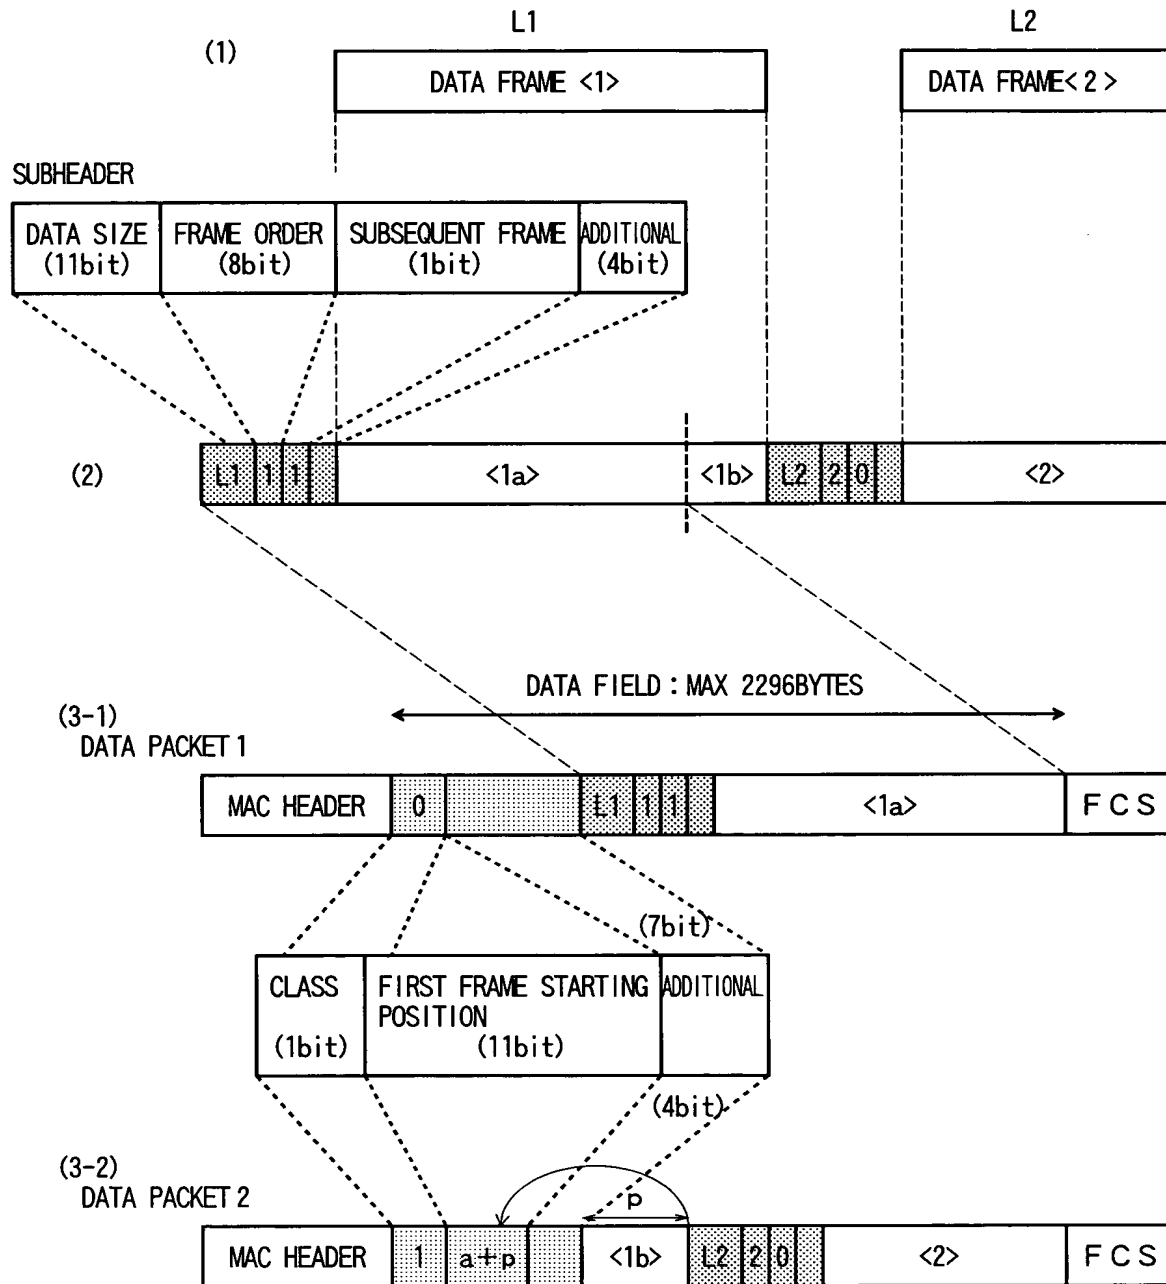 L1 L2
(1)
DATA FRAME <1> DATA FRAME<2>
SUBHEADER
DATA SIZE (11bit) FRAME ORDER (8bit) SUBSEQUENT FRAME (1bit) ADDITIONAL (4bit)
(2) L1 1 1 <1a> <1b> L2 2 0 <2>
DATA FIELD : MAX 2296BYTES
(3-1)
DATA PACKET 1
MAC HEADER 0 L1 1 1 <1a> FCS
(7bit)
CLASS (1bit) FIRST FRAME STARTING POSITION (11bit) ADDITIONAL
(4bit)
(3-2)
DATA PACKET 2
p
MAC HEADER 1 a+p <1b> L2 2 0 <2> FCS